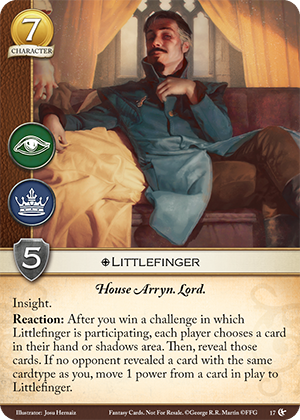 7
CHARACTER
5
LITTLEFINGER
House Arryn. Lord.
Insight.
Reaction: After you win a challenge in which
Littlefinger is participating, each player chooses a card
in their hand or shadows area. Then, reveal those
cards. If no opponent revealed a card with the same
cardtype as you, move 1 power from a card in play to
Littlefinger.
Illustrator: Josu Hernaiz
Fantasy Cards. Not For Resale. ©George R.R. Martin ©FFG
17